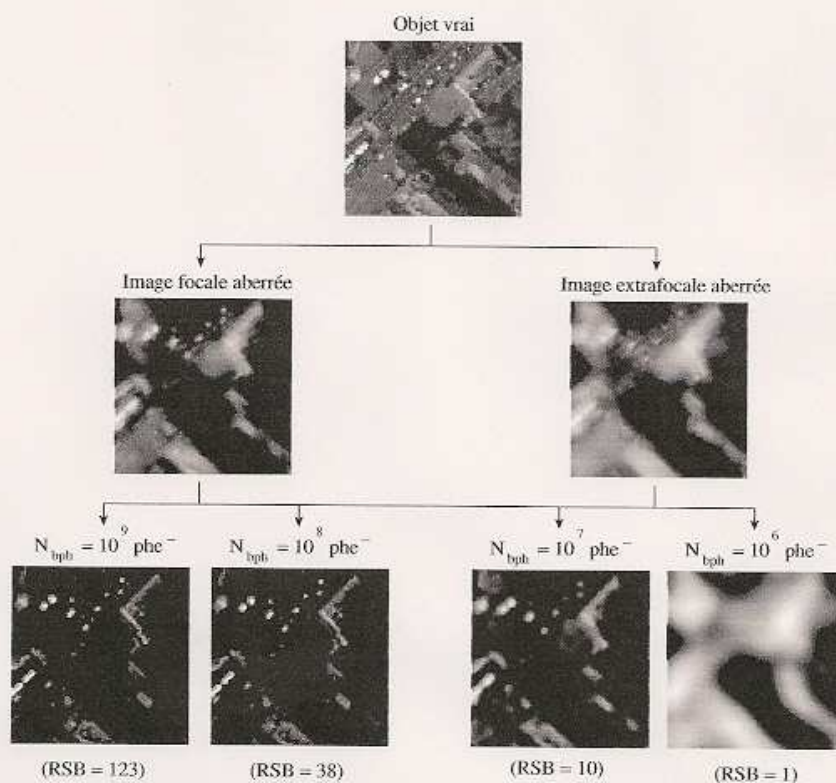 Objet vrai
Image focale aberrée
Image extrafocale aberrée
N_bph = 10^9 phe^-
N_bph = 10^8 phe^-
N_bph = 10^7 phe^-
N_bph = 10^6 phe^-
(RSB = 123)
(RSB = 38)
(RSB = 10)
(RSB = 1)